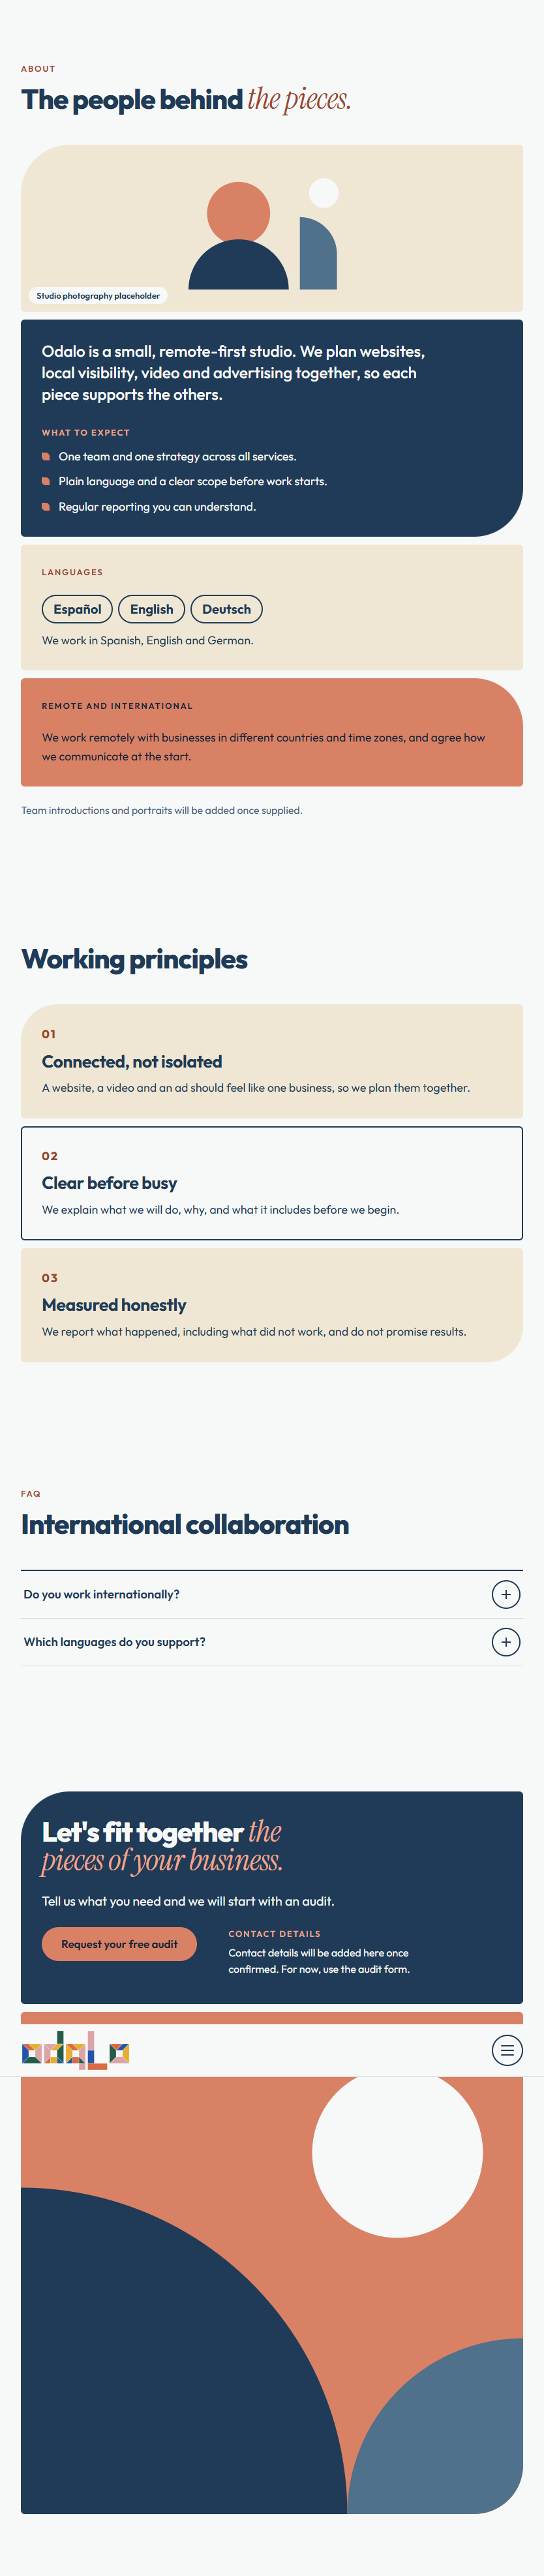 ABOUT
The people behind the pieces.
Studio photography placeholder
Odalo is a small, remote-first studio. We plan websites,
local visibility, video and advertising together, so each
piece supports the others.
WHAT TO EXPECT
One team and one strategy across all services.
Plain language and a clear scope before work starts.
Regular reporting you can understand.
LANGUAGES
Español English Deutsch
We work in Spanish, English and German.
REMOTE AND INTERNATIONAL
We work remotely with businesses in different countries and time zones, and agree how
we communicate at the start.
Team introductions and portraits will be added once supplied.
Working principles
01
Connected, not isolated
A website, a video and an ad should feel like one business, so we plan them together.
02
Clear before busy
We explain what we will do, why, and what it includes before we begin.
03
Measured honestly
We report what happened, including what did not work, and do not promise results.
FAQ
International collaboration
Do you work internationally?
Which languages do you support?
Let's fit together the
pieces of your business.
Tell us what you need and we will start with an audit.
Request your free audit
CONTACT DETAILS
Contact details will be added here once
confirmed. For now, use the audit form.
odalo